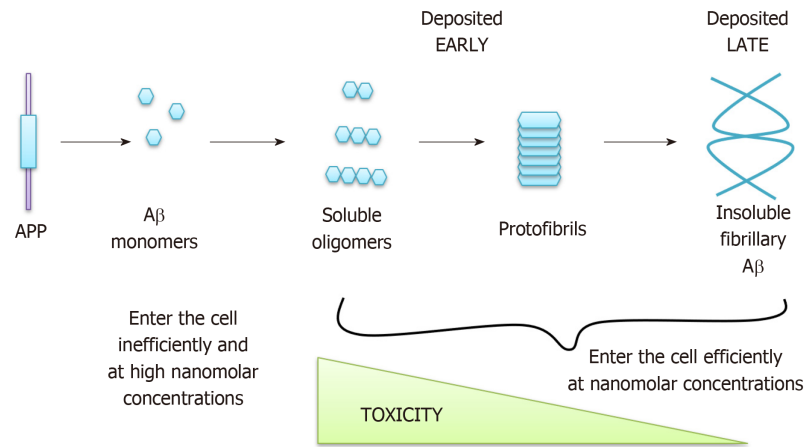 Deposited
EARLY
Deposited
LATE
APP
Aβ
monomers
Soluble
oligomers
Protofibrils
Insoluble
fibrillary
Aβ
Enter the cell
inefficiently and
at high nanomolar
concentrations
Enter the cell efficiently
at nanomolar concentrations
TOXICITY